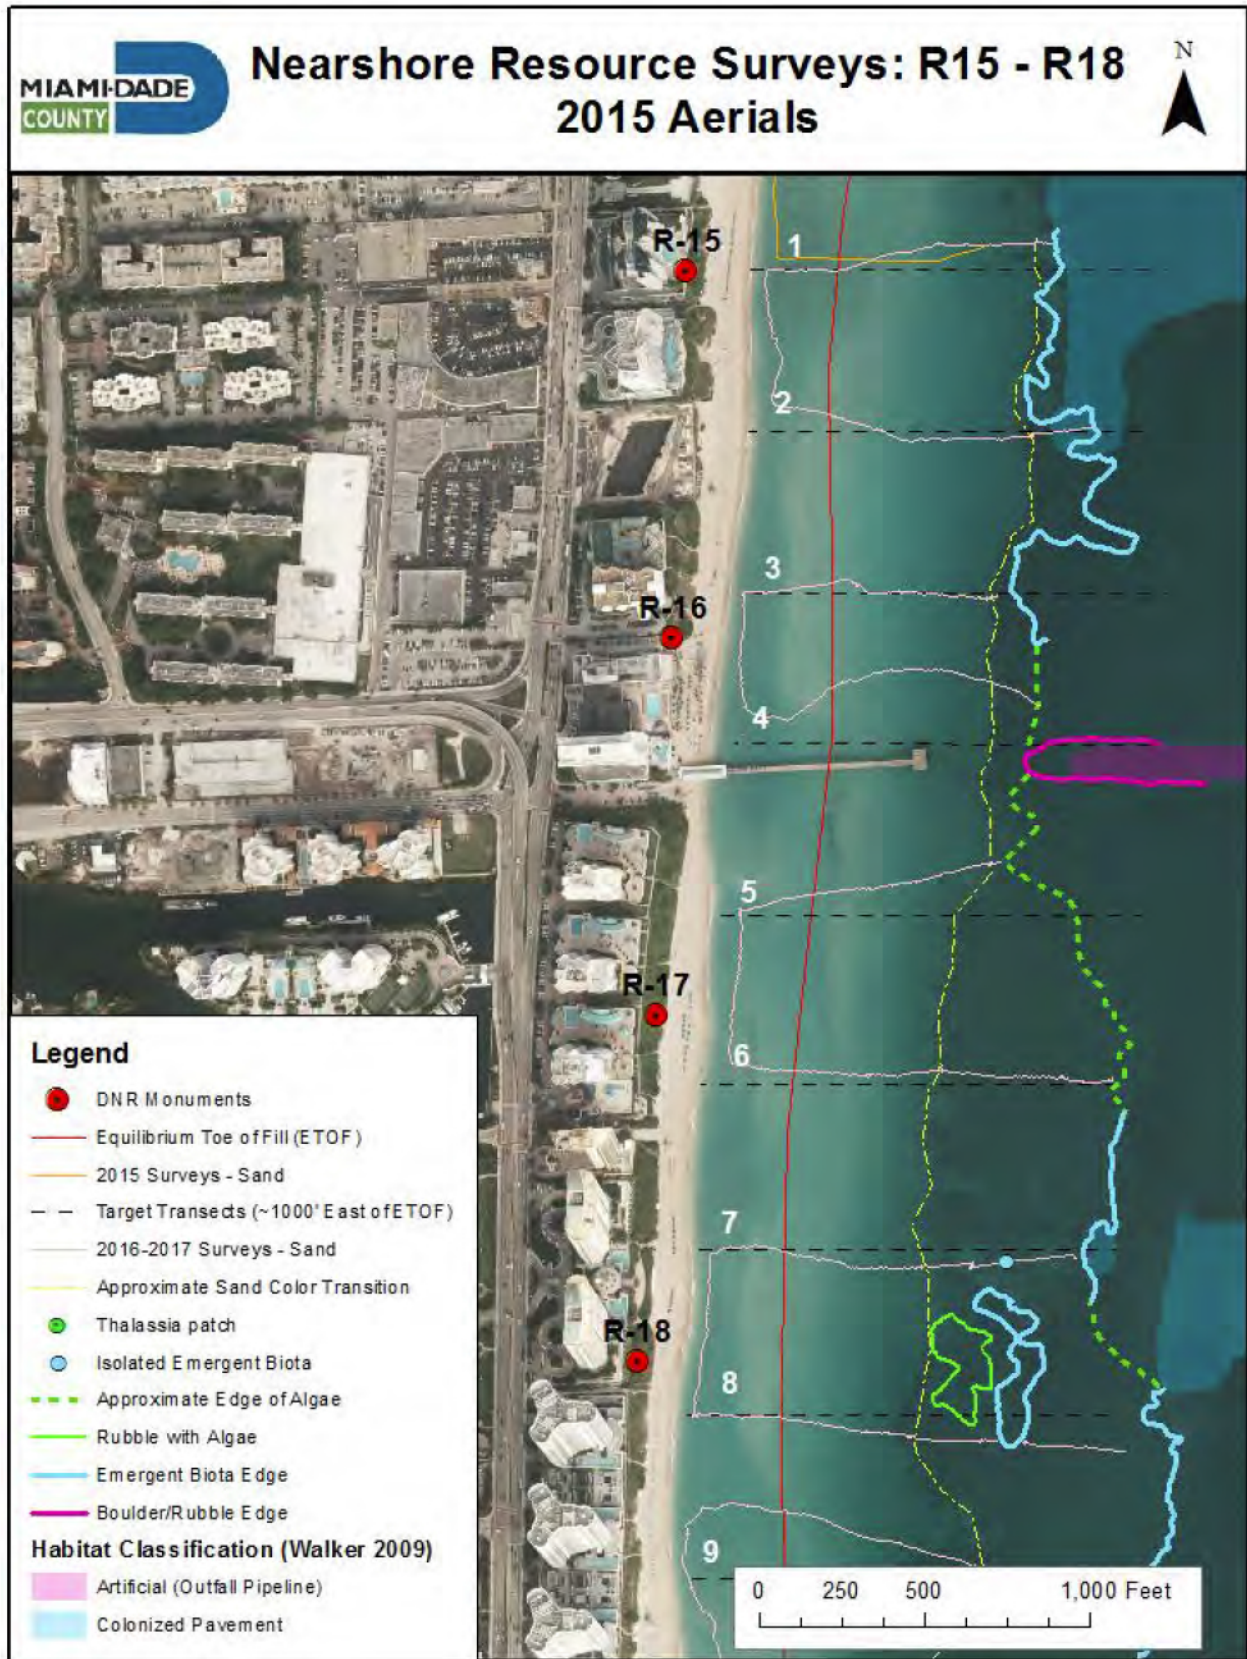 MIAMI-DADE
COUNTY
Nearshore Resource Surveys: R15 - R18
2015 Aerials
N
R-15
1
2
3
R-16
4
5
R-17
6
7
R-18
8
9
Legend
DNR Monuments
Equilibrium Toe of Fill (ETOF)
2015 Surveys - Sand
Target Transects (~1000' East of ETOF)
2016-2017 Surveys - Sand
Approximate Sand Color Transition
Thalassia patch
Isolated Emergent Biota
Approximate Edge of Algae
Rubble with Algae
Emergent Biota Edge
Boulder/Rubble Edge
Habitat Classification (Walker 2009)
Artificial (Outfall Pipeline)
Colonized Pavement
0 250 500 1,000 Feet